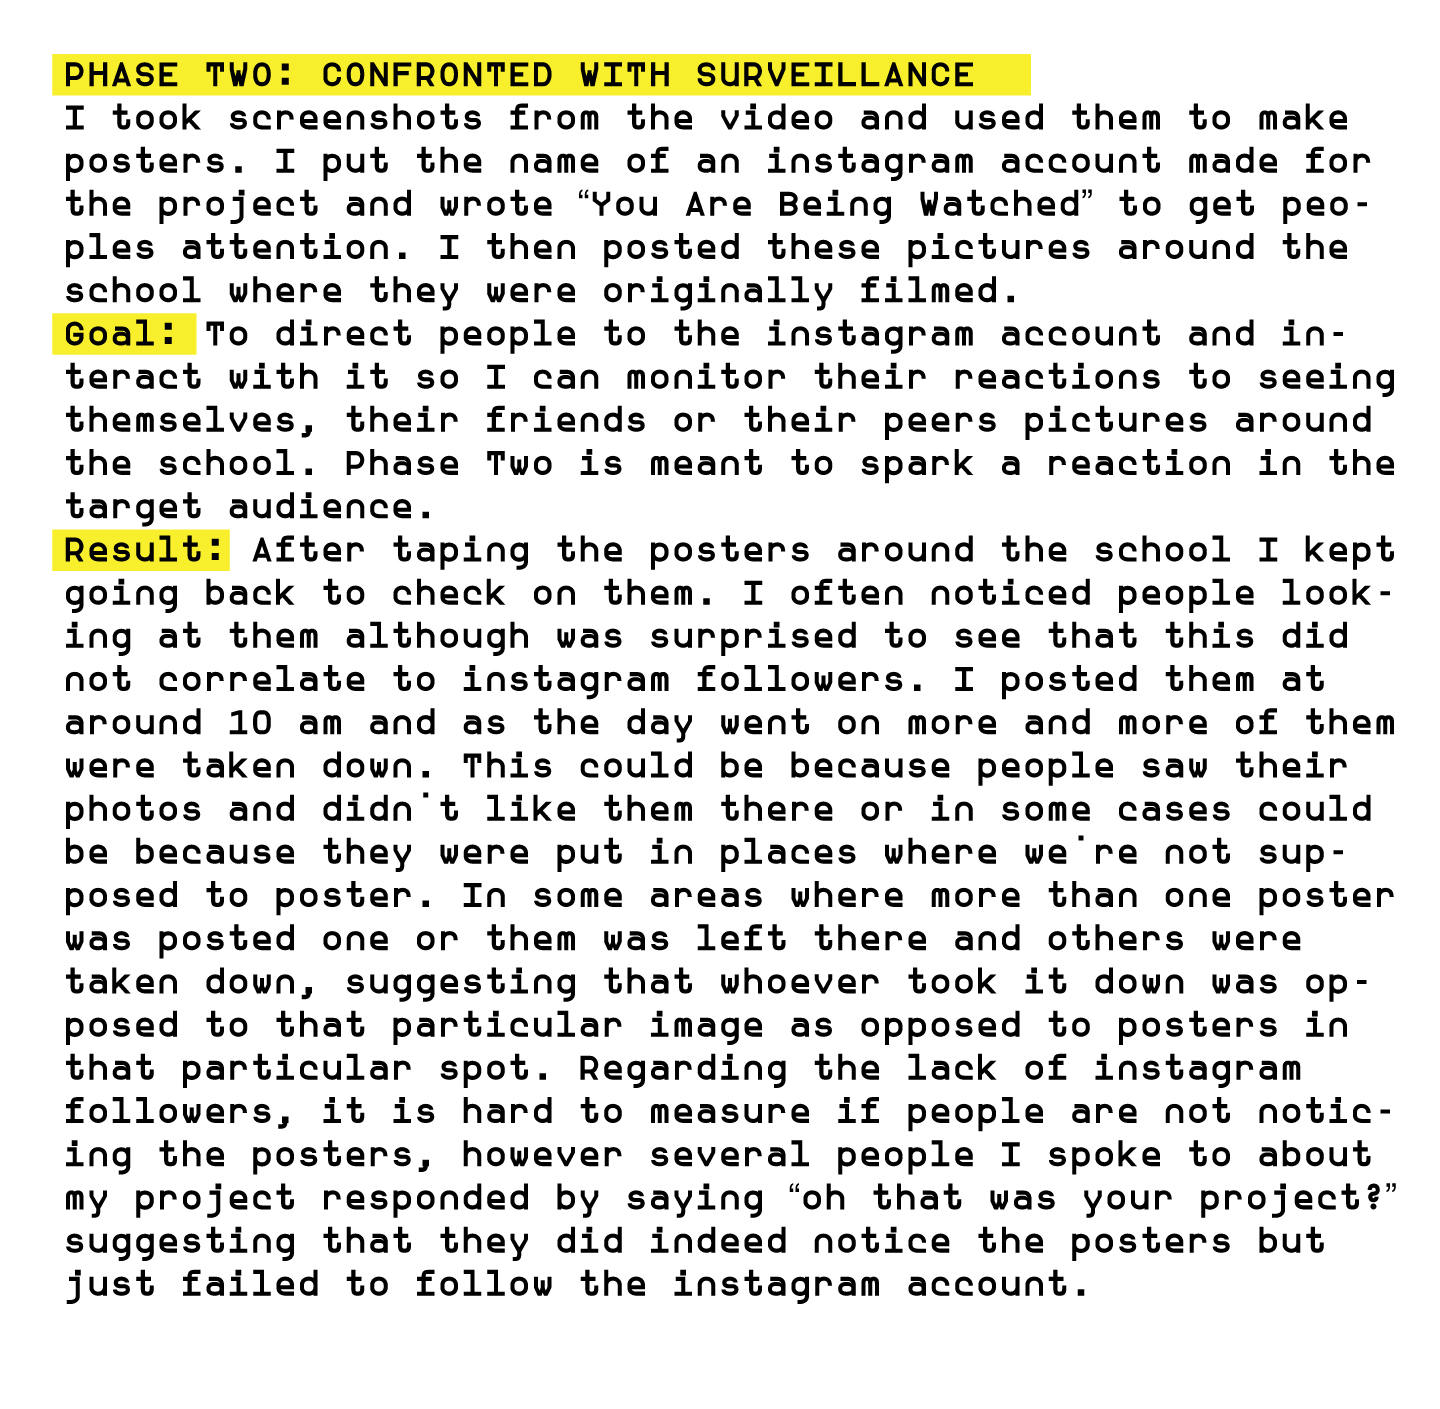 PHASE TWO: CONFRONTED WITH SURVEILLANCE
I took screenshots from the video and used them to make
posters. I put the name of an instagram account made for
the project and wrote “You Are Being Watched” to get peo-
ples attention. I then posted these pictures around the
school where they were originally filmed.
Goal: To direct people to the instagram account and in-
teract with it so I can monitor their reactions to seeing
themselves, their friends or their peers pictures around
the school. Phase Two is meant to spark a reaction in the
target audience.
Result: After taping the posters around the school I kept
going back to check on them. I often noticed people look-
ing at them although was surprised to see that this did
not correlate to instagram followers. I posted them at
around 10 am and as the day went on more and more of them
were taken down. This could be because people saw their
photos and didn't like them there or in some cases could
be because they were put in places where we're not sup-
posed to poster. In some areas where more than one poster
was posted one or them was left there and others were
taken down, suggesting that whoever took it down was op-
posed to that particular image as opposed to posters in
that particular spot. Regarding the lack of instagram
followers, it is hard to measure if people are not notic-
ing the posters, however several people I spoke to about
my project responded by saying “oh that was your project?”
suggesting that they did indeed notice the posters but
just failed to follow the instagram account.